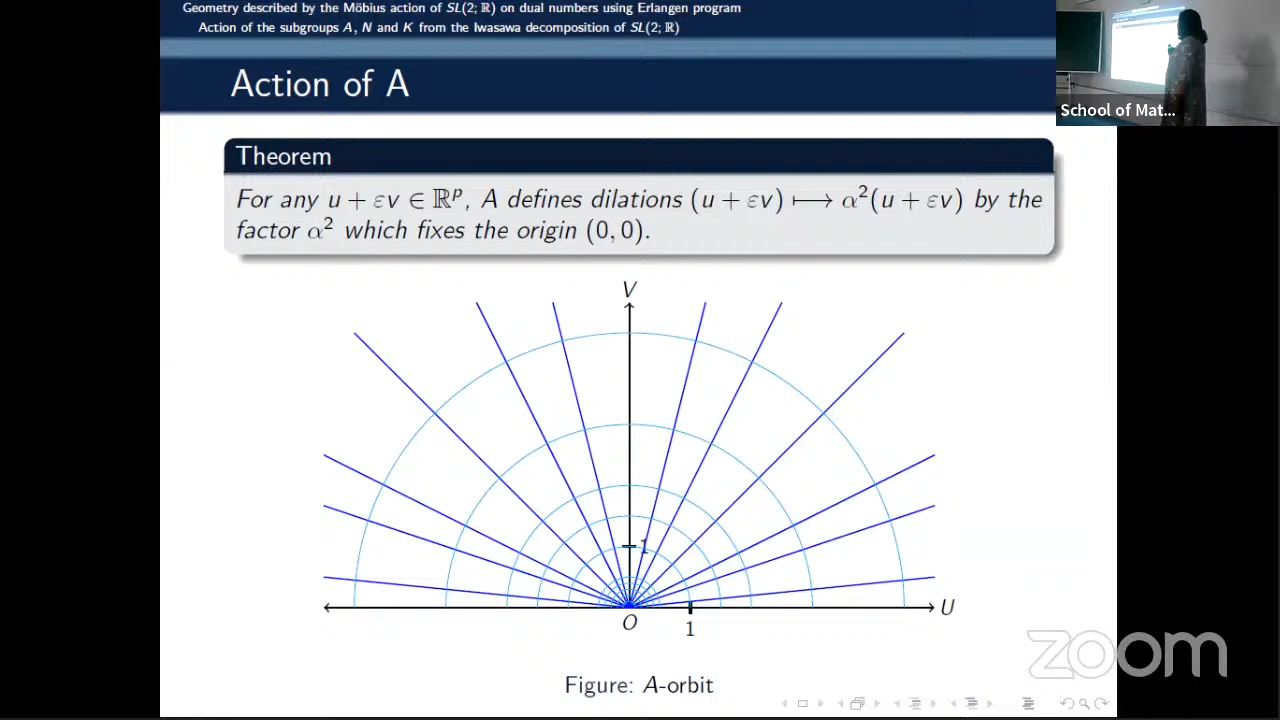 Geometry described by the Möbius action of SL(2; ℝ) on dual numbers using Erlangen program
Action of the subgroups A, N and K from the Iwasawa decomposition of SL(2; ℝ)
Action of A
School of Mat...
Theorem
For any u + εv ∈ ℝᵖ, A defines dilations (u + εv) ⟼ α²(u + εv) by the
factor α² which fixes the origin (0, 0).
V
1
U
O
1
zoom
Figure: A-orbit